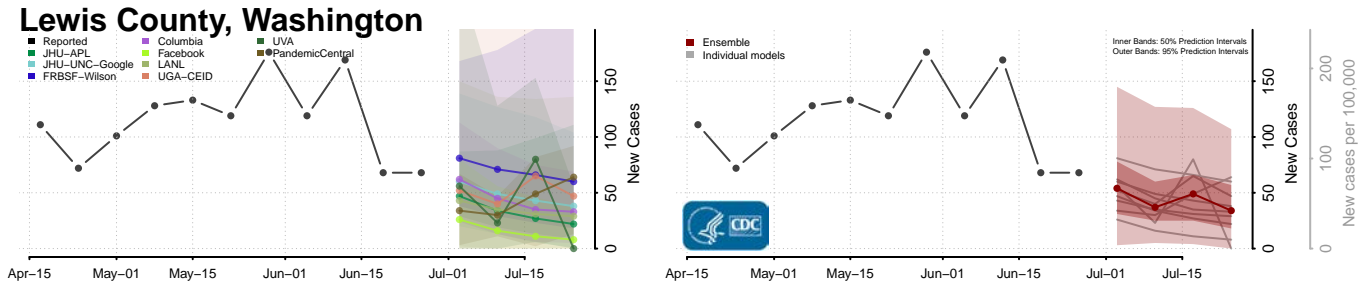 Lewis County, Washington
Reported
JHU−APL
JHU−UNC−Google
FRBSF−Wilson
Columbia
Facebook
LANL
UGA−CEID
UVA
PandemicCentral
0
50
100
150
New Cases
Apr−15
May−01
May−15
Jun−01
Jun−15
Jul−01
Jul−15
Ensemble
Individual models
Inner Bands: 50% Prediction Intervals
Outer Bands: 95% Prediction Intervals
CDC
0
50
100
150
New Cases
0
100
200
New cases per 100,000
Apr−15
May−01
May−15
Jun−01
Jun−15
Jul−01
Jul−15